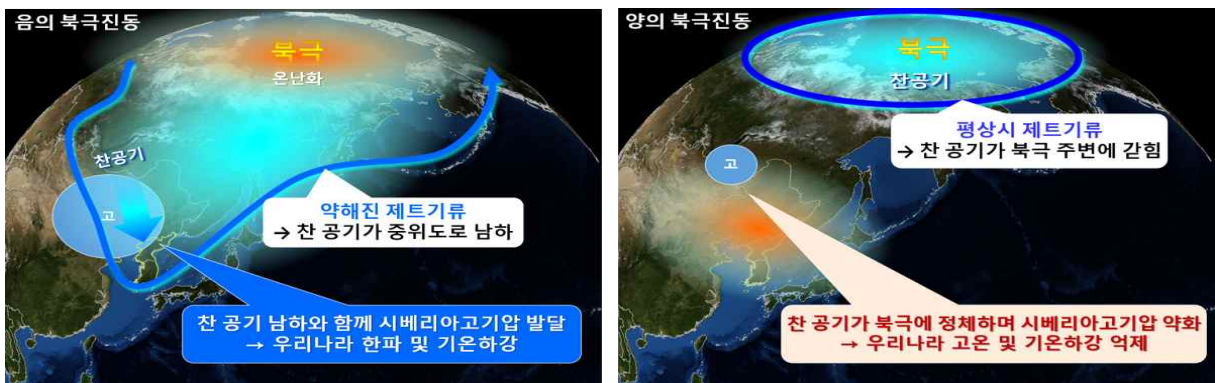 음의 북극진동
북극
온난화
찬공기
고
약해진 제트기류
→ 찬 공기가 중위도로 남하
찬 공기 남하와 함께 시베리아고기압 발달
→ 우리나라 한파 및 기온하강
양의 북극진동
북극
찬공기
평상시 제트기류
→ 찬 공기가 북극 주변에 갇힘
고
찬 공기가 북극에 정체하며 시베리아고기압 약화
→ 우리나라 고온 및 기온하강 억제